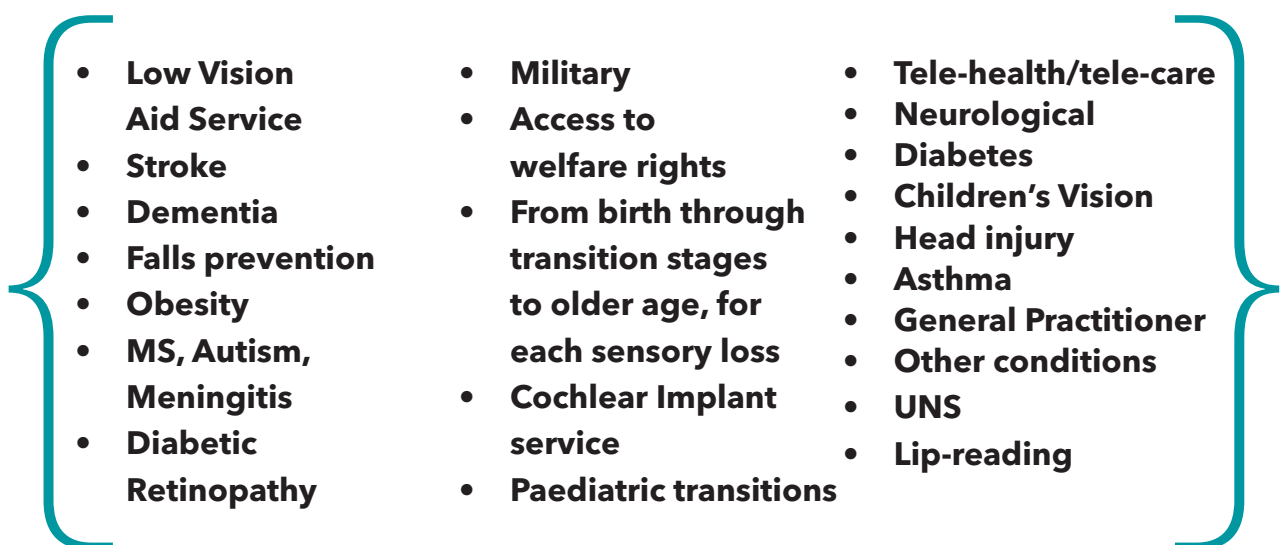 • Low Vision
Aid Service
• Stroke
• Dementia
• Falls prevention
• Obesity
• MS, Autism,
Meningitis
• Diabetic
Retinopathy
• Military
• Access to
welfare rights
• From birth through
transition stages
to older age, for
each sensory loss
• Cochlear Implant
service
• Paediatric transitions
• Tele-health/tele-care
• Neurological
• Diabetes
• Children’s Vision
• Head injury
• Asthma
• General Practitioner
• Other conditions
• UNS
• Lip-reading